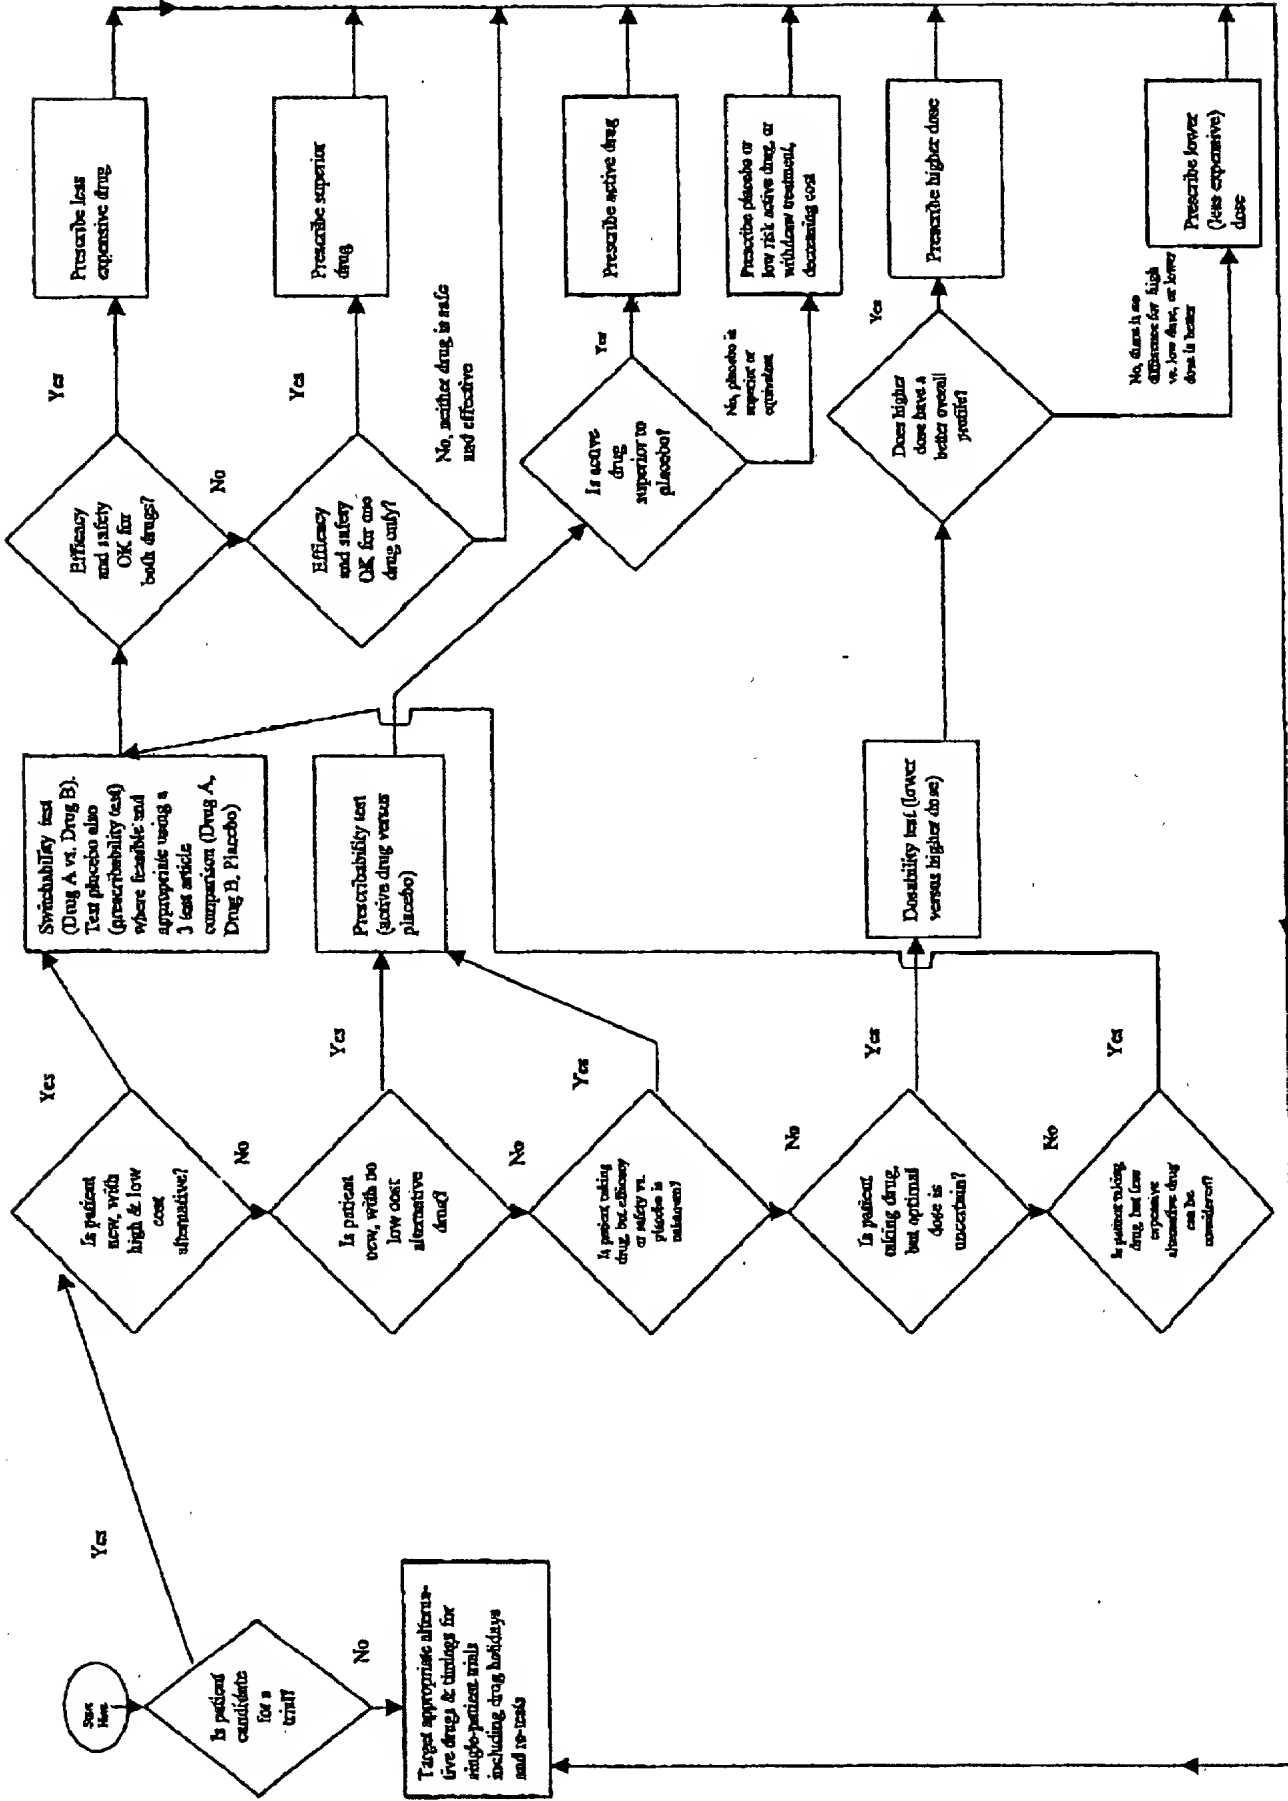 Start
Here
Is patient
candidate
for a
trial?
Yes
No
Target appropriate alterna-
tive drugs & timings for
single-patient trials
including drug holidays
and re-tests
Is patient
new, with
high & low
cost
alternative?
Yes
No
Is patient
new, with no
low cost
alternative
drug?
Yes
No
Is patient taking
drug, but efficacy
or safety vs.
placebo is
unknown?
Yes
No
Is patient
taking drug,
but optimal
dose is
uncertain?
Yes
No
Is patient taking
drug, but less
expensive
alternative drug
can be
considered?
Yes
Switchability test
(Drug A vs. Drug B).
Test placebo also
(prescribability test)
where feasible and
appropriate using a
3 test article
comparison (Drug A,
Drug B, Placebo)
Prescribability test
(active drug versus
placebo)
Dosability test (lower
versus higher dose)
Efficacy
and safety
OK for
both drugs?
Yes
No
Efficacy
and safety
OK for one
drug only?
Yes
No, neither drug is safe
and effective
Is active
drug
superior to
placebo?
Yes
No, placebo is
superior or
equivalent
Does higher
dose have a
better overall
profile?
Yes
No, there is no
difference for high
vs. low dose, or lower
dose is better
Prescribe less
expensive drug
Prescribe superior
drug
Prescribe active drug
Prescribe placebo or
low risk active drug, or
withdraw treatment,
decreasing cost
Prescribe higher dose
Prescribe lower
(less expensive)
dose